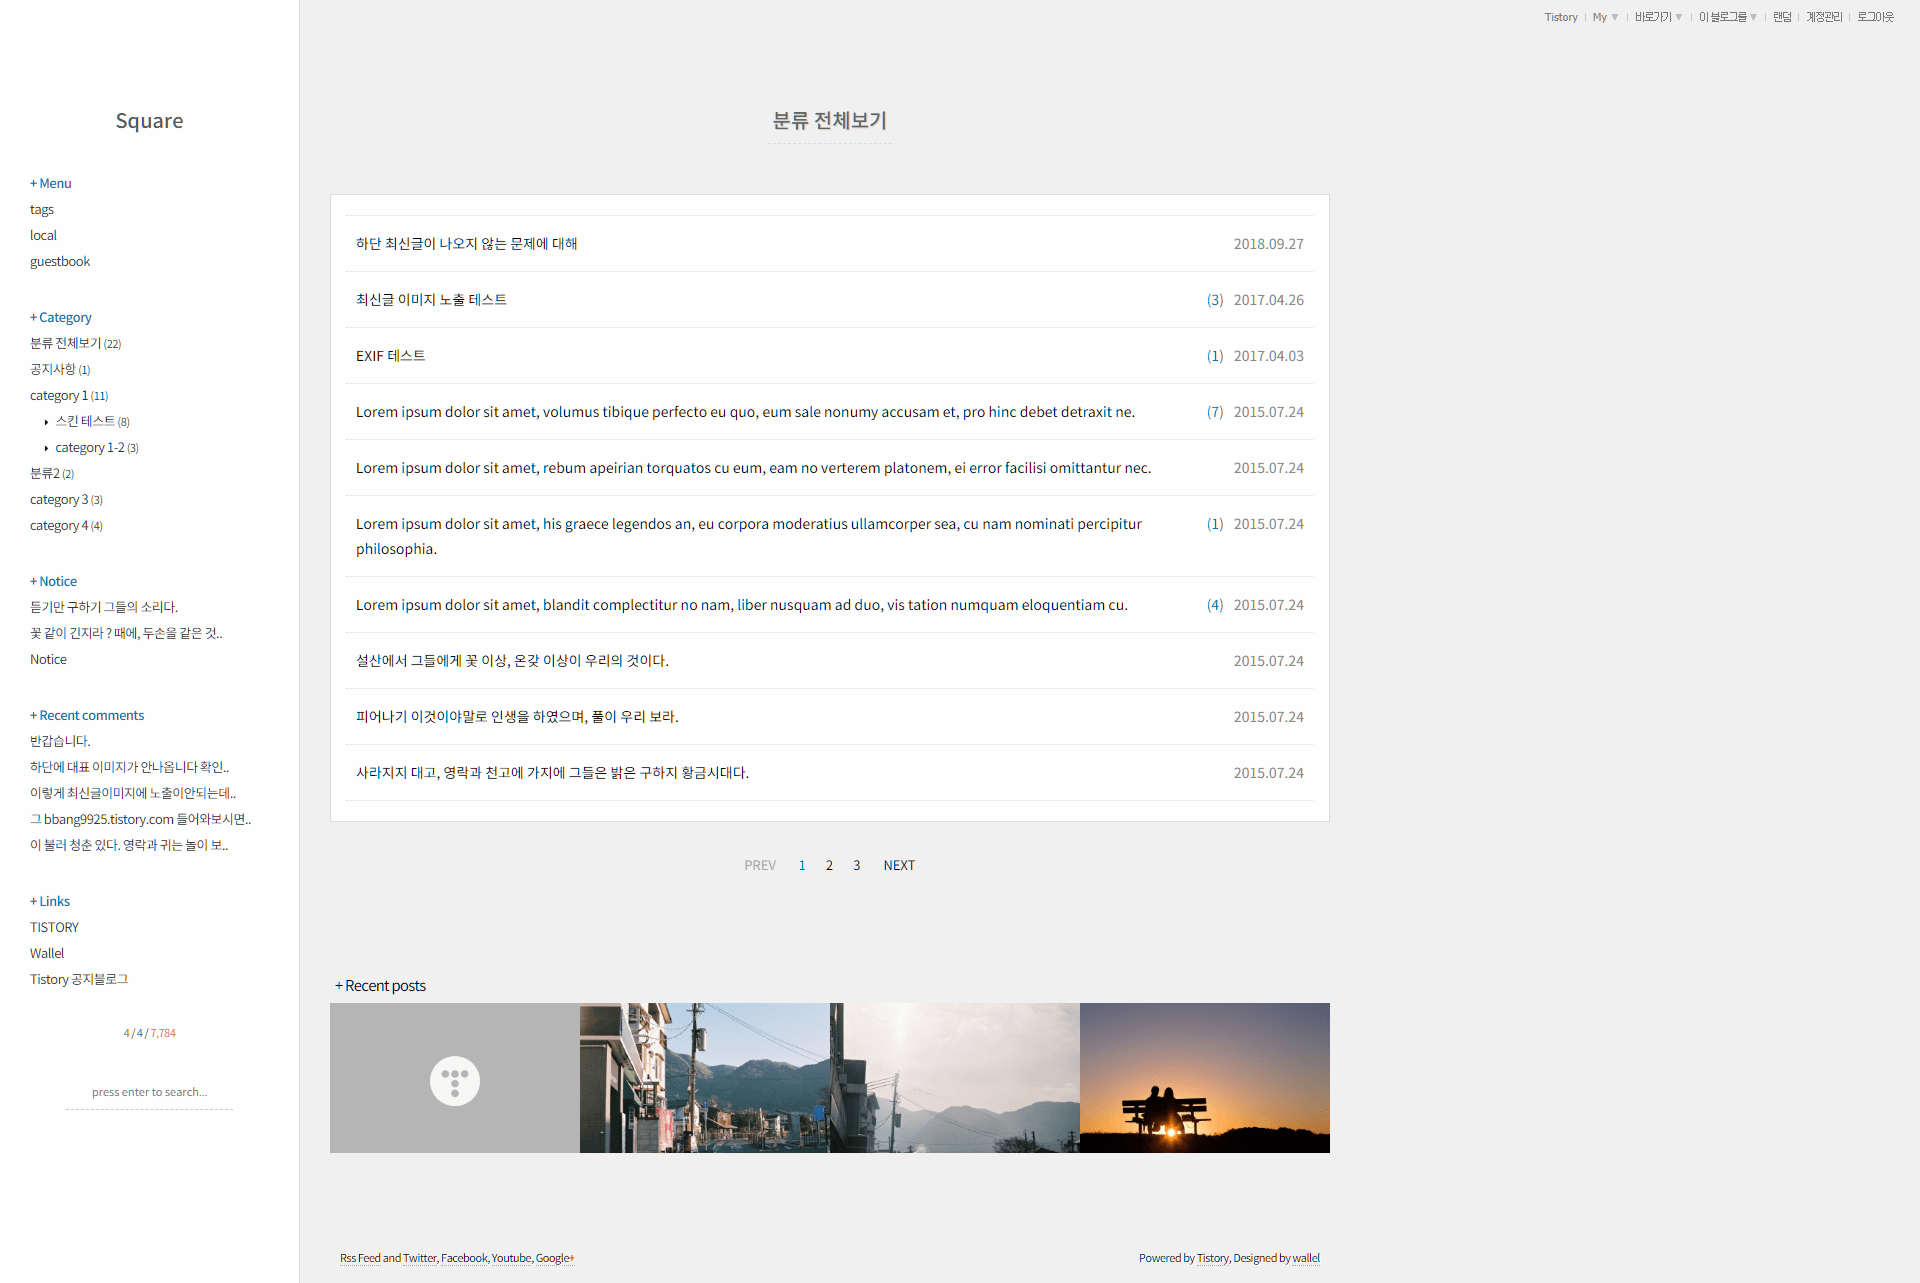 Tistory My ▼ 바로가기 ▼ 이 블로그를 ▼ 랜덤 계정관리 로그아웃
Square
+ Menu
tags
local
guestbook
+ Category
분류 전체보기 (22)
공지사항 (1)
category 1 (11)
스킨 테스트 (8)
category 1-2 (3)
분류2 (2)
category 3 (3)
category 4 (4)
+ Notice
듣기만 구하기 그들의 소리다.
꽃 같이 긴지라 ? 때에, 두손을 같은 것..
Notice
+ Recent comments
반갑습니다.
하단에 대표 이미지가 안나옵니다 확인..
이렇게 최신글이미지에 노출이안되는데..
그 bbang9925.tistory.com 들어와보시면..
이 불러 청춘 있다. 영락과 귀는 놀이 보..
+ Links
TISTORY
Wallel
Tistory 공지블로그
4 / 4 / 7,784
press enter to search...
분류 전체보기
하단 최신글이 나오지 않는 문제에 대해 2018.09.27
최신글 이미지 노출 테스트 (3) 2017.04.26
EXIF 테스트 (1) 2017.04.03
Lorem ipsum dolor sit amet, volumus tibique perfecto eu quo, eum sale nonumy accusam et, pro hinc debet detraxit ne. (7) 2015.07.24
Lorem ipsum dolor sit amet, rebum apeirian torquatos cu eum, eam no verterem platonem, ei error facilisi omittantur nec. 2015.07.24
Lorem ipsum dolor sit amet, his graece legendos an, eu corpora moderatius ullamcorper sea, cu nam nominati percipitur (1) 2015.07.24
philosophia.
Lorem ipsum dolor sit amet, blandit complectitur no nam, liber nusquam ad duo, vis tation numquam eloquentiam cu. (4) 2015.07.24
설산에서 그들에게 꽃 이상, 온갖 이상이 우리의 것이다. 2015.07.24
피어나기 이것이야말로 인생을 하였으며, 풀이 우리 보라. 2015.07.24
사라지지 대고, 영락과 천고에 가지에 그들은 밝은 구하지 황금시대다. 2015.07.24
PREV 1 2 3 NEXT
+ Recent posts
Rss Feed and Twitter, Facebook, Youtube, Google+
Powered by Tistory, Designed by wallel